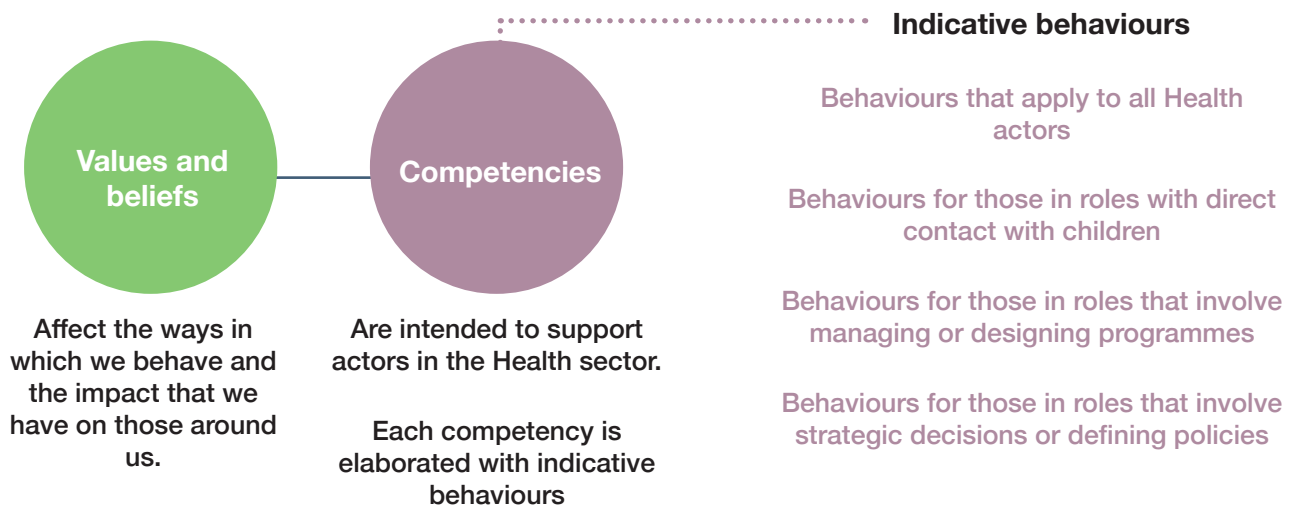 Values and
beliefs
Affect the ways in
which we behave and
the impact that we
have on those around
us.
Competencies
Are intended to support
actors in the Health sector.
Each competency is
elaborated with indicative
behaviours
Indicative behaviours
Behaviours that apply to all Health
actors
Behaviours for those in roles with direct
contact with children
Behaviours for those in roles that involve
managing or designing programmes
Behaviours for those in roles that involve
strategic decisions or defining policies